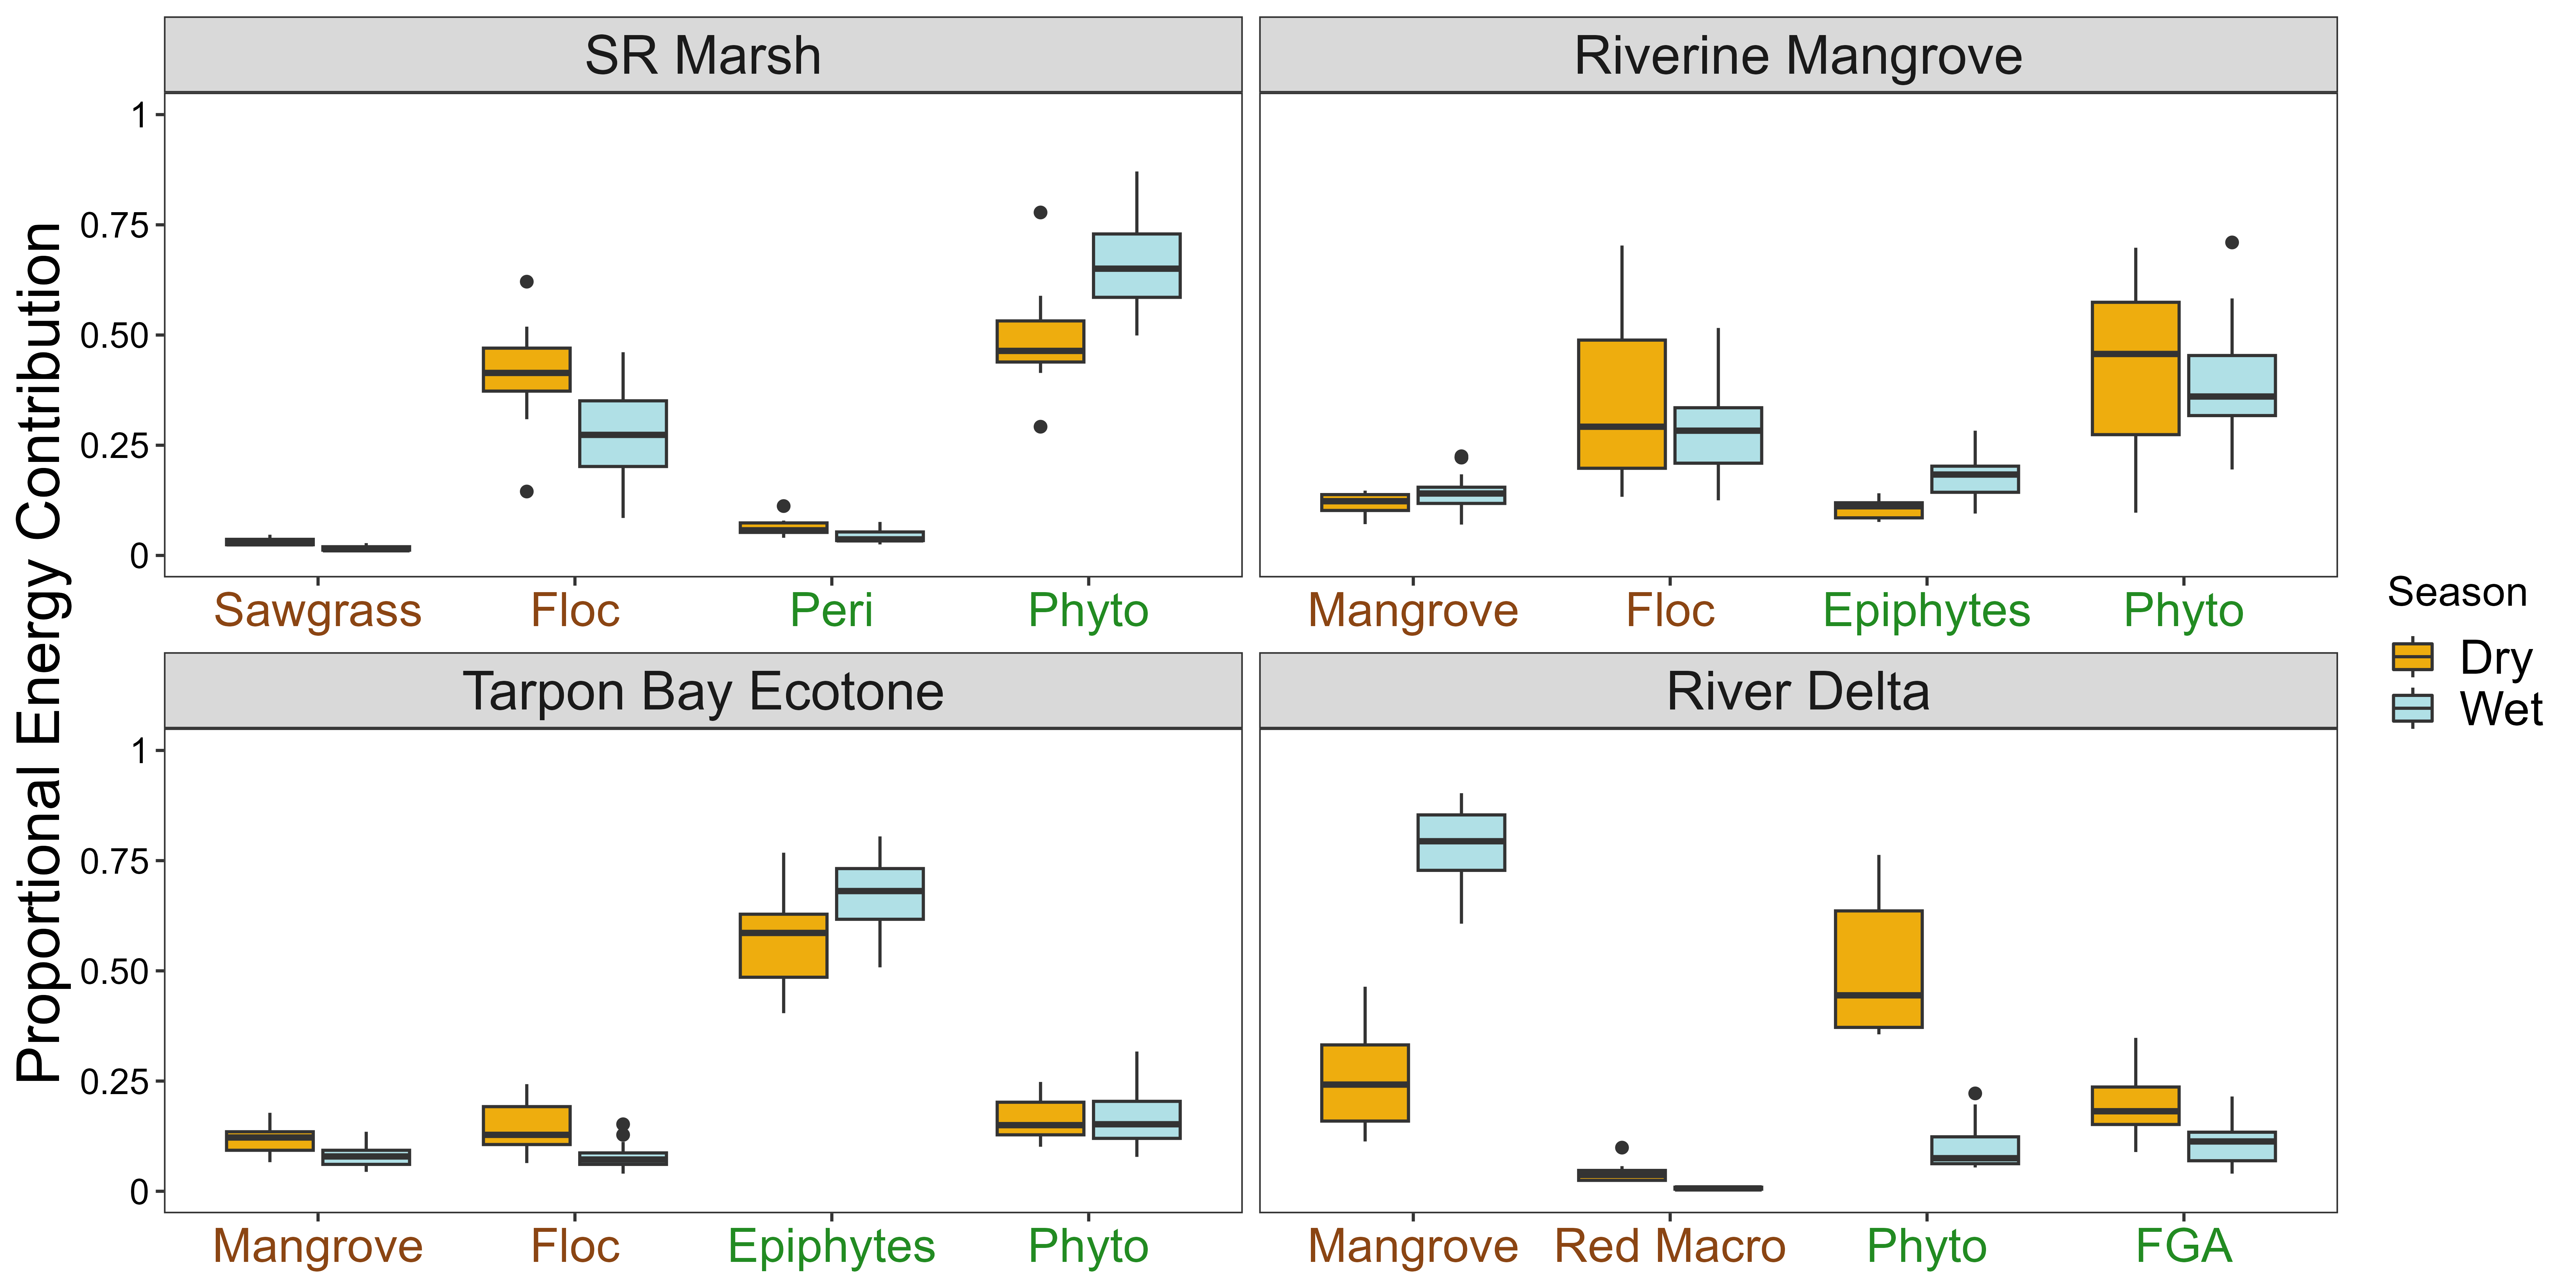 SR Marsh
Riverine Mangrove
Proportional Energy Contribution
1
0.75
0.50
0.25
0
Sawgrass Floc Peri Phyto
Mangrove Floc Epiphytes Phyto
Tarpon Bay Ecotone
River Delta
1
0.75
0.50
0.25
0
Mangrove Floc Epiphytes Phyto
Mangrove Red Macro Phyto FGA
Season
Dry
Wet